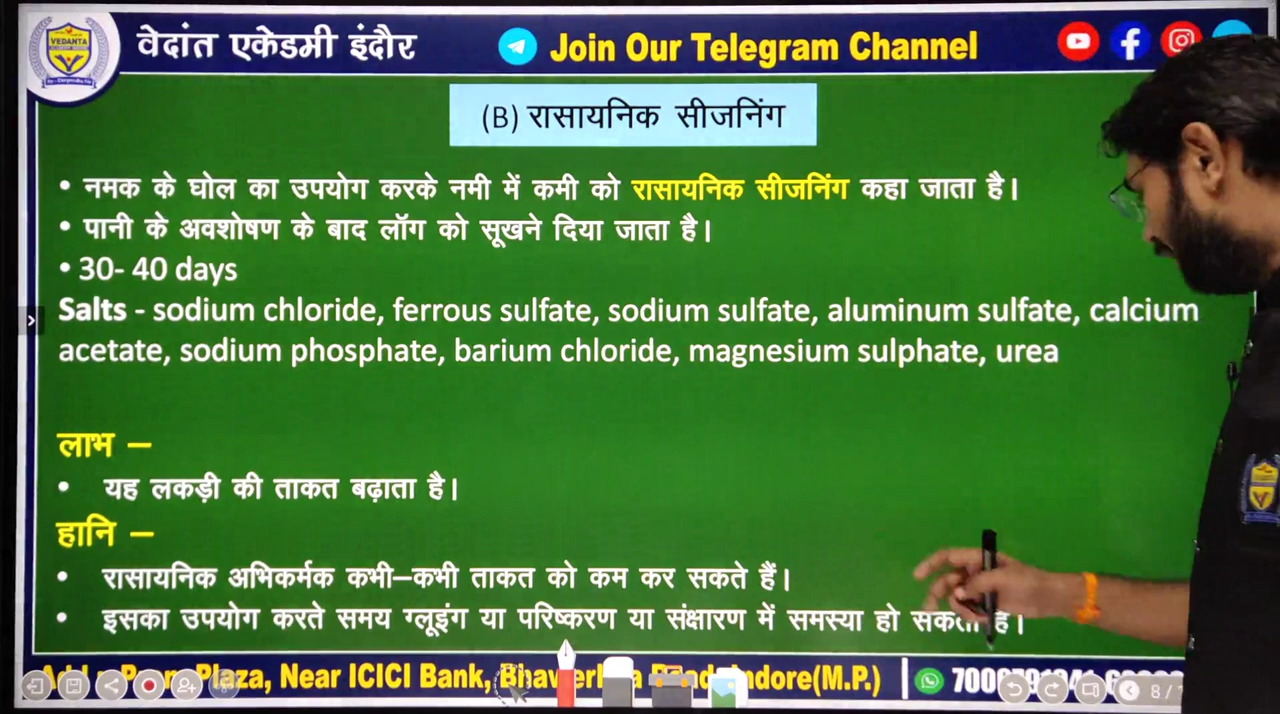 VEDANTA
वेदांत एकेडमी इंदौर
Join Our Telegram Channel
(B) रासायनिक सीजनिंग
• नमक के घोल का उपयोग करके नमी में कमी को रासायनिक सीजनिंग कहा जाता है।
• पानी के अवशोषण के बाद लॉग को सूखने दिया जाता है।
• 30- 40 days
Salts - sodium chloride, ferrous sulfate, sodium sulfate, aluminum sulfate, calcium
acetate, sodium phosphate, barium chloride, magnesium sulphate, urea
लाभ –
• यह लकड़ी की ताकत बढ़ाता है।
हानि –
• रासायनिक अभिकर्मक कभी–कभी ताकत को कम कर सकते हैं।
• इसका उपयोग करते समय ग्लूइंग या परिष्करण या संक्षारण में समस्या हो सकता है।
Plaza, Near ICICI Bank, ndore(M.P.)
8 /